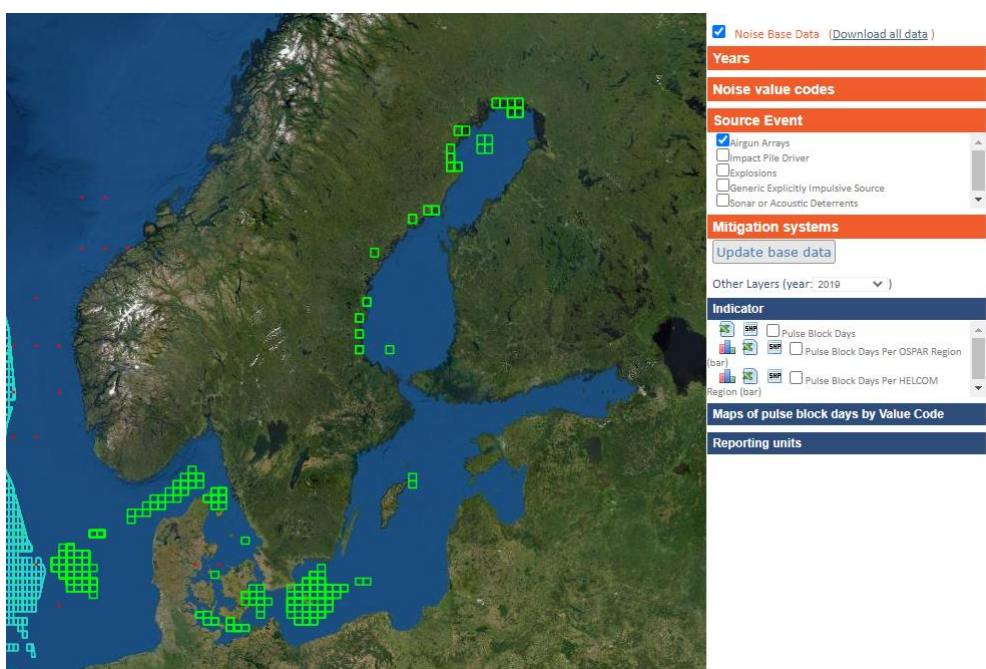 Noise Base Data (Download all data )
Years
Noise value codes
Source Event
Airgun Arrays
Impact Pile Driver
Explosions
Generic Explicitly Impulsive Source
Sonar or Acoustic Deterrents
Mitigation systems
Update base data
Other Layers (year: 2019 )
Indicator
SHP Pulse Block Days
SHP Pulse Block Days Per OSPAR Region
(bar)
SHP Pulse Block Days Per HELCOM
Region (bar)
Maps of pulse block days by Value Code
Reporting units